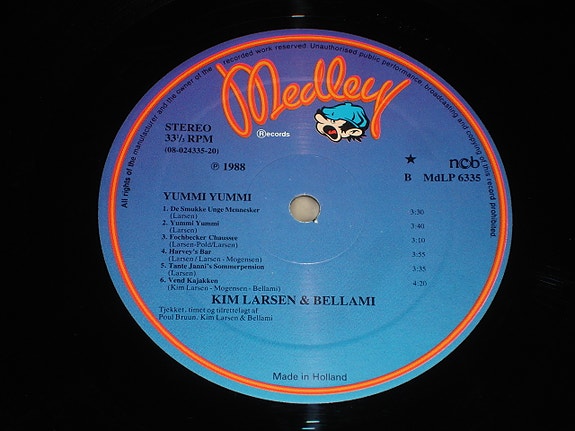 All rights of the manufacturer and the owner of the recorded work reserved. Unauthorised public performance, broadcasting and copying of this record prohibited.
Medley
Records
STEREO
33⅓ RPM
(08-024335-20)
℗ 1988
★ ncb
B MdLP 6335
YUMMI YUMMI
1. De Smukke Unge Mennesker 3:30
(Larsen)
2. Yummi Yummi 3:40
(Larsen)
3. Fochbecker Chaussee 3:10
(Larsen-Pold/Larsen)
4. Harvey's Bar 3:55
(Larsen / Larsen - Mogensen)
5. Tante Janni's Sommerpension 3:35
(Larsen)
6. Vend Kajakken 4:20
(Kim Larsen - Mogensen - Bellami)
KIM LARSEN & BELLAMI
Tjekket, timet og tilrettelagt af
Poul Bruun, Kim Larsen & Bellami
Made in Holland